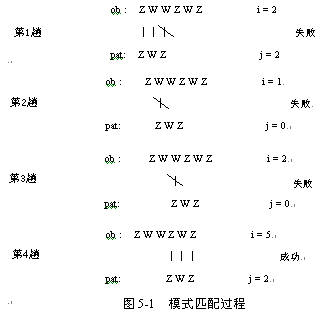 ob : Z W W Z W Z i = 2
第1趟 失败
pat: Z W Z j = 2
ob : Z W W Z W Z i = 1.
第2趟 失败.
pat: Z W Z j = 0.
ob : Z W W Z W Z i = 2.
第3趟 失败
pat: Z W Z j = 0.
ob : Z W W Z W Z i = 5.
第4趟 成功.
pat: Z W Z j = 2.
图 5-1 模式匹配过程